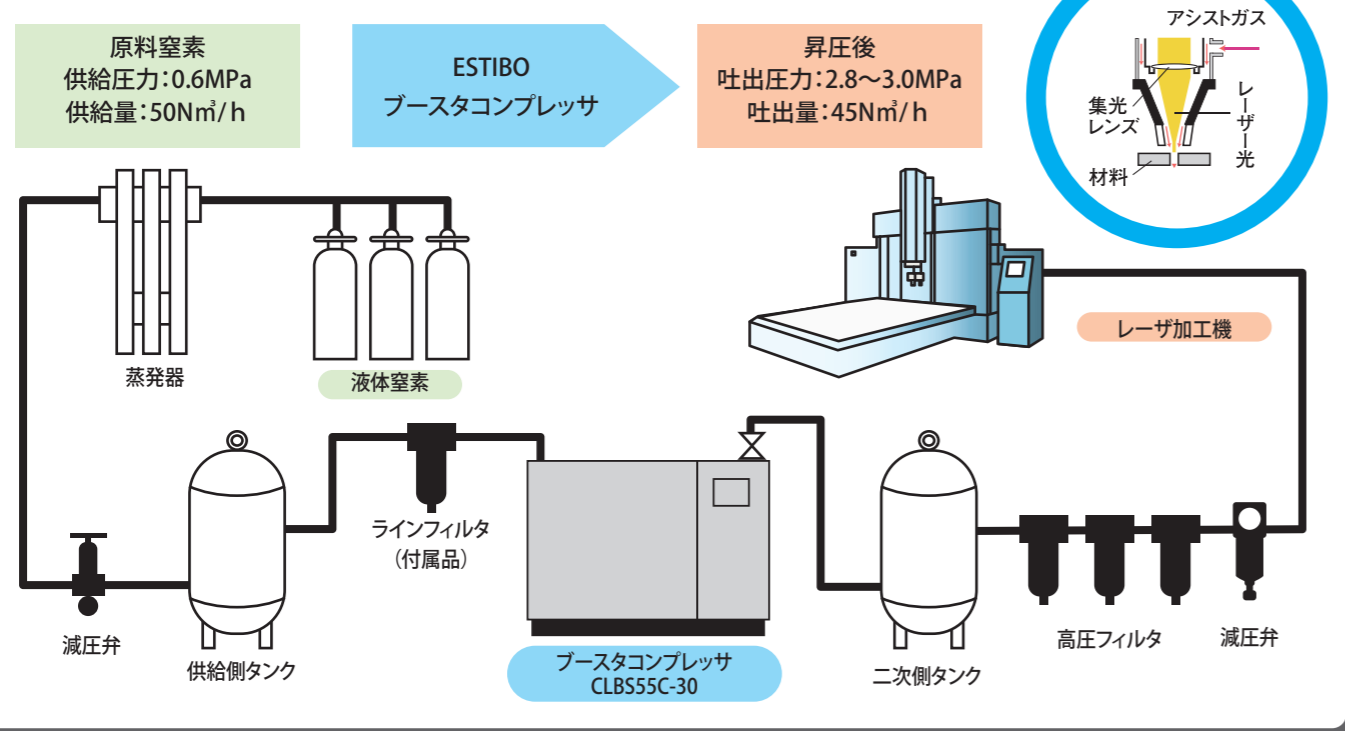 原料窒素
供給圧力：0.6MPa
供給量：50N㎥/h
ESTIBO
ブースタコンプレッサ
昇圧後
吐出圧力：2.8〜3.0MPa
吐出量：45N㎥/h
アシストガス
集光
レンズ
レーザー光
材料
蒸発器
液体窒素
レーザ加工機
ラインフィルタ
（付属品）
減圧弁
供給側タンク
ブースタコンプレッサ
CLBS55C-30
二次側タンク
高圧フィルタ
減圧弁